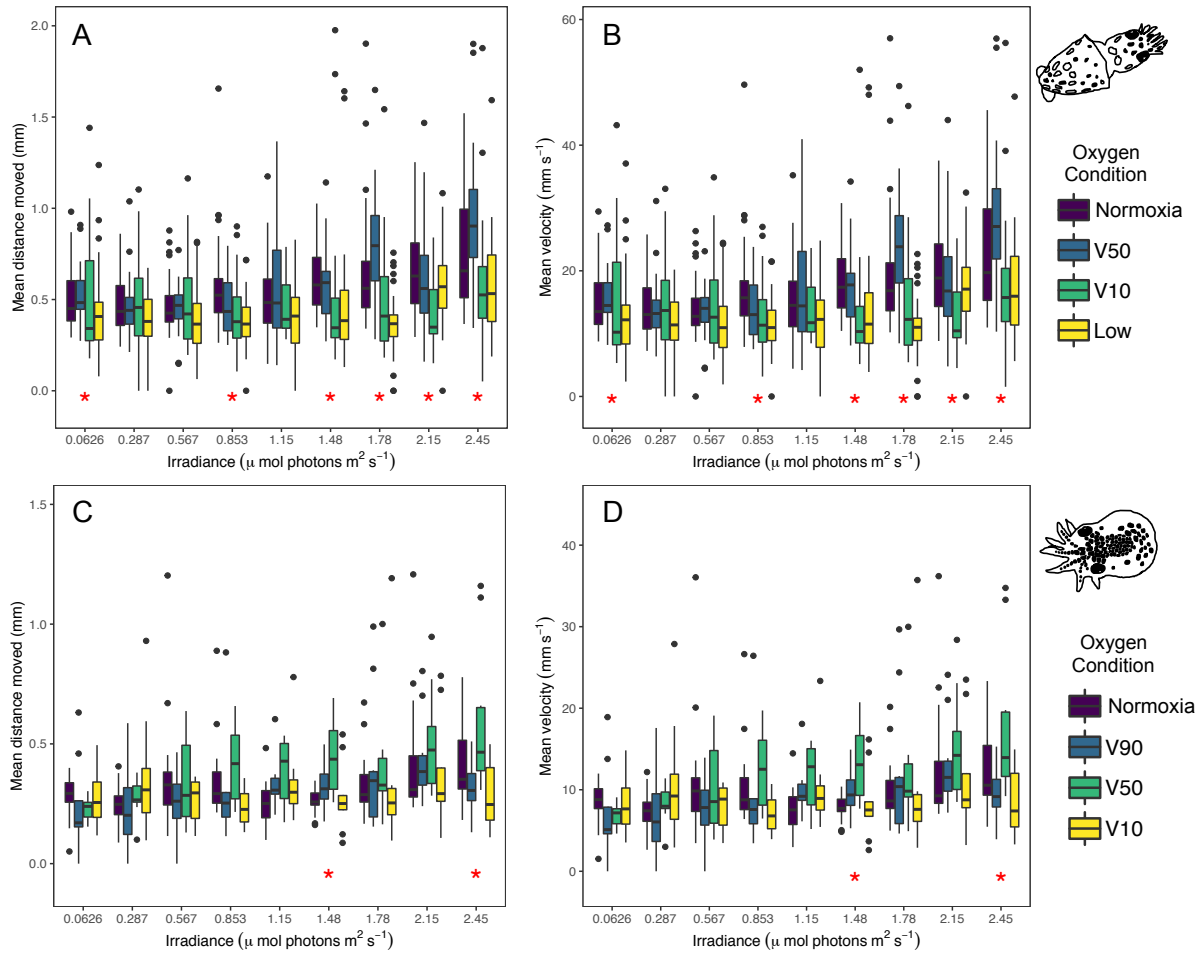 A
Mean distance moved (mm)
2.0
1.5
1.0
0.5
0.0
* * * * * *
0.0626 0.287 0.567 0.853 1.15 1.48 1.78 2.15 2.45
Irradiance (μ mol photons m² s⁻¹)
B
Mean velocity (mm s⁻¹)
60
40
20
0
* * * * * *
0.0626 0.287 0.567 0.853 1.15 1.48 1.78 2.15 2.45
Irradiance (μ mol photons m² s⁻¹)
Oxygen
Condition
Normoxia
V50
V10
Low
C
Mean distance moved (mm)
1.5
1.0
0.5
0.0
* *
0.0626 0.287 0.567 0.853 1.15 1.48 1.78 2.15 2.45
Irradiance (μ mol photons m² s⁻¹)
D
Mean velocity (mm s⁻¹)
40
30
20
10
0
* *
0.0626 0.287 0.567 0.853 1.15 1.48 1.78 2.15 2.45
Irradiance (μ mol photons m² s⁻¹)
Oxygen
Condition
Normoxia
V90
V50
V10